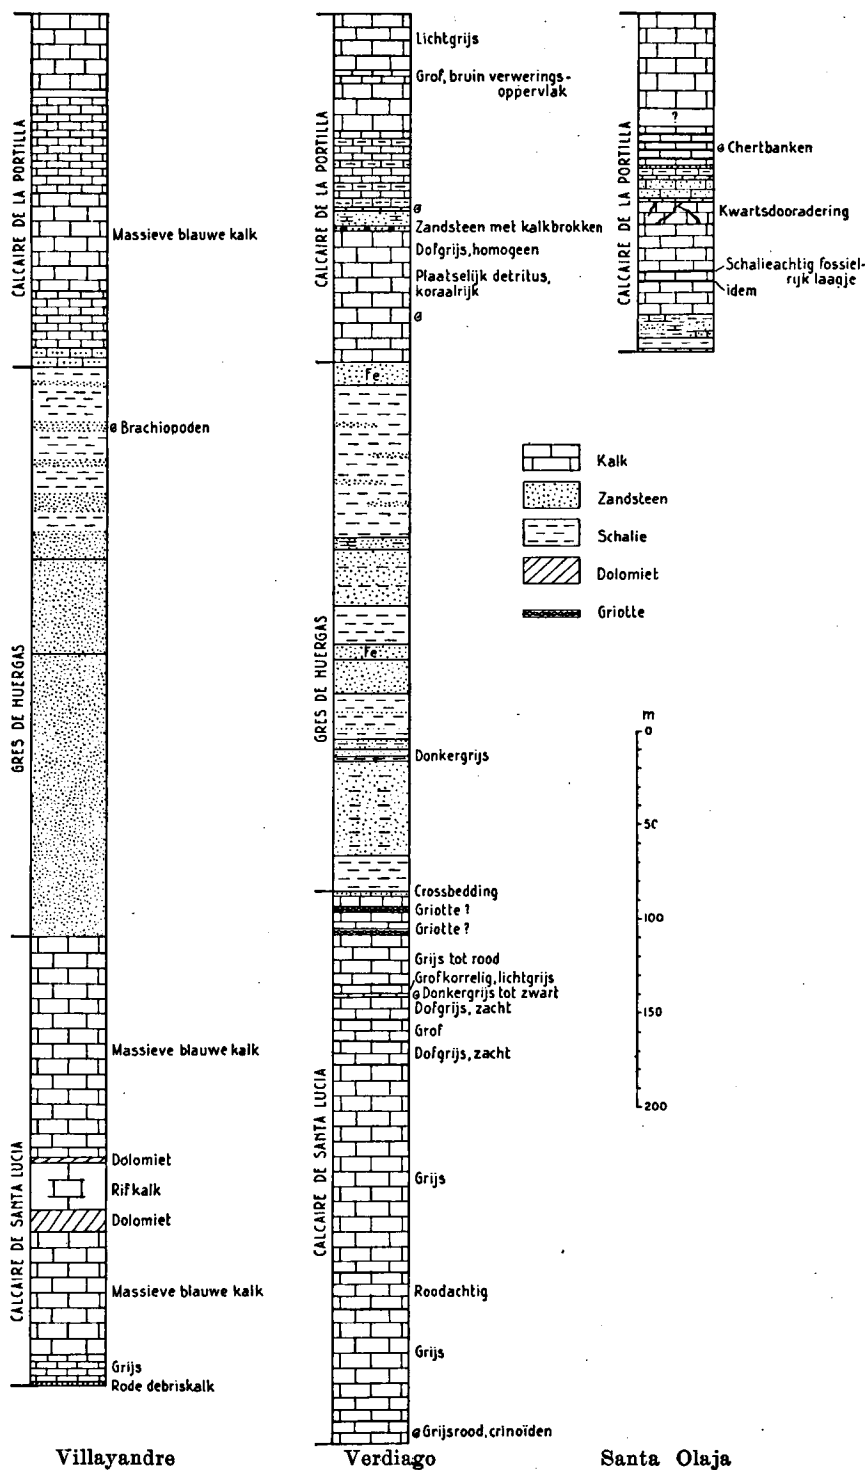 CALCAIRE DE LA PORTILLA
Massieve blauwe kalk
GRES DE HUERGAS
@ Brachiopoden
CALCAIRE DE SANTA LUCIA
Massieve blauwe kalk
Dolomiet
Rifkalk
Dolomiet
Massieve blauwe kalk
Grijs
Rode debriskalk
Villayandre
CALCAIRE DE LA PORTILLA
Lichtgrijs
Grof, bruin verwerings-
oppervlak
@
Zandsteen met kalkbrokken
Dofgrijs, homogeen
Plaatselijk detritus,
koraalrijk
@
GRES DE HUERGAS
Fe
Fe
Donkergrijs
CALCAIRE DE SANTA LUCIA
Crossbedding
Griotte ?
Griotte ?
Grijs tot rood
Grofkorrelig, lichtgrijs
@ Donkergrijs tot zwart
Dofgrijs, zacht
Grof
Dofgrijs, zacht
Grijs
Roodachtig
Grijs
@ Grijsrood, crinoïden
Verdiago
CALCAIRE DE LA PORTILLA
?
@ Chertbanken
Kwartsdooradering
Schalieachtig fossiel-
rijk laagje
idem
Santa Olaja
Kalk
Zandsteen
Schalie
Dolomiet
Griotte
m
0
50
100
150
200